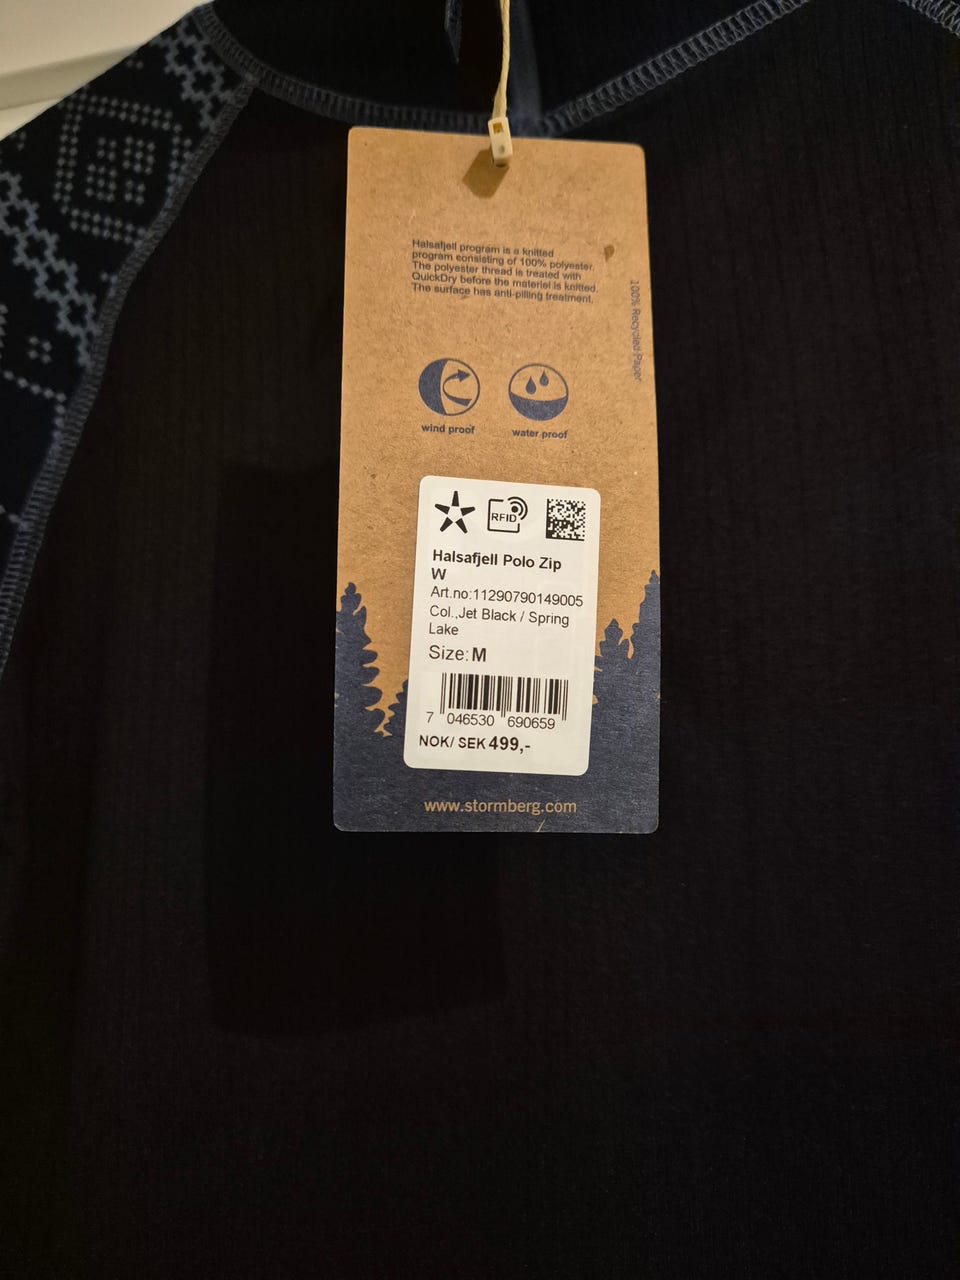 Halsafjell program is a knitted
program consisting of 100% polyester.
The polyester thread is treated with
QuickDry before the materiel is knitted.
The surface has anti-pilling treatment.
100% Recycled Paper
wind proof
water proof
RFID
Halsafjell Polo Zip
W
Art.no:11290790149005
Col.,Jet Black / Spring
Lake
Size: M
7 046530 690659
NOK/ SEK 499,-
www.stormberg.com